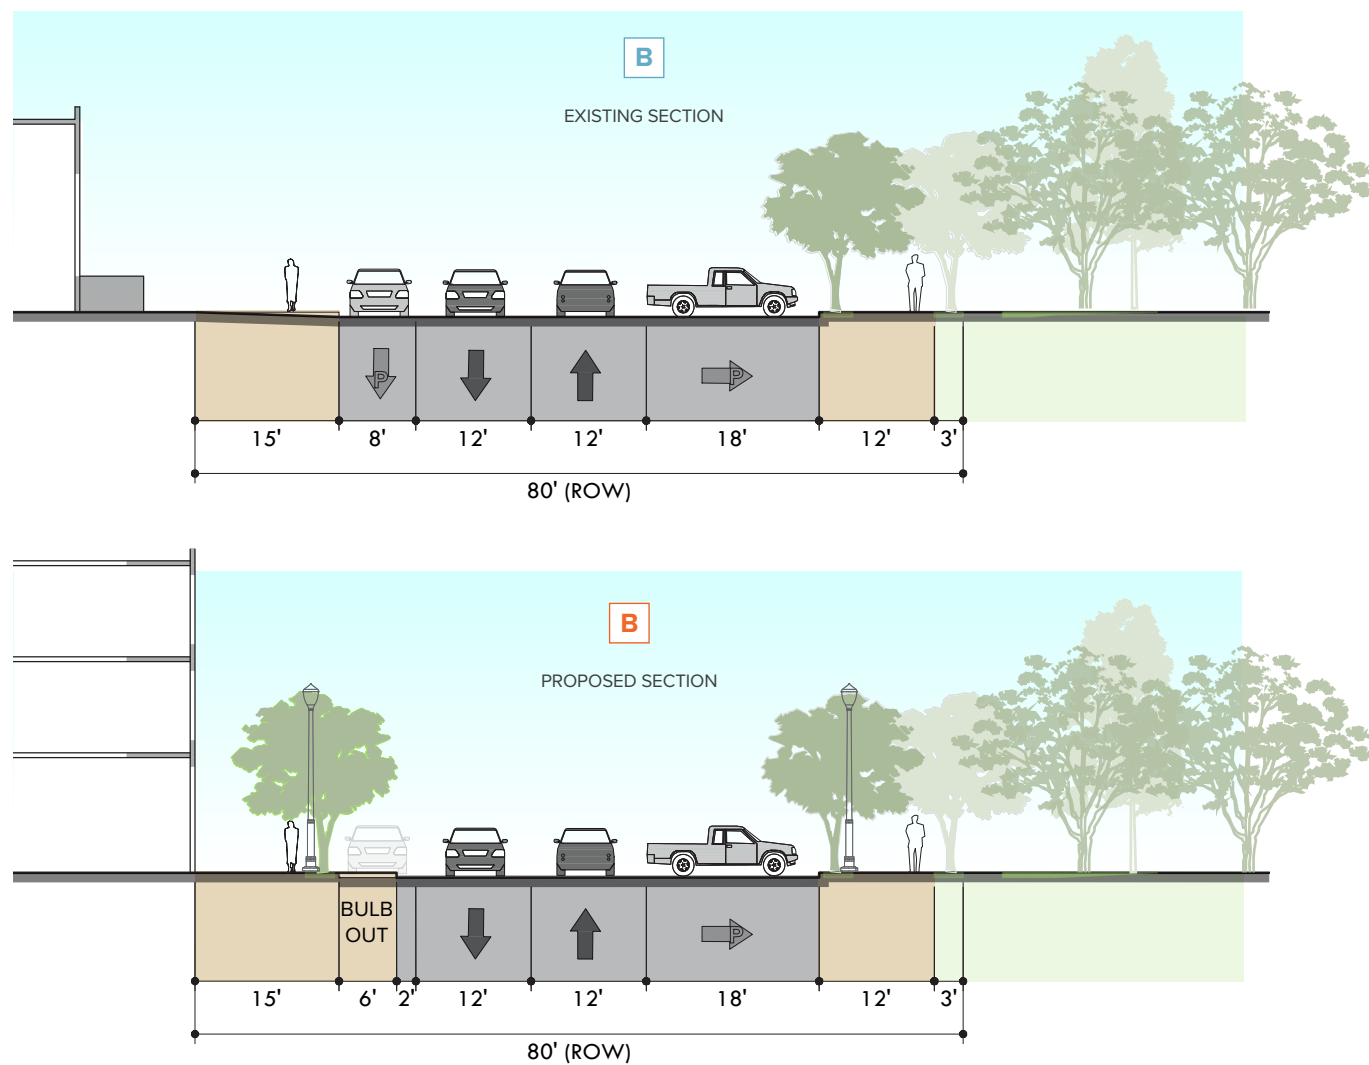 B
EXISTING SECTION
P
P
15' 8' 12' 12' 18' 12' 3'
80' (ROW)
B
PROPOSED SECTION
BULB
OUT
P
15' 6' 2' 12' 12' 18' 12' 3'
80' (ROW)